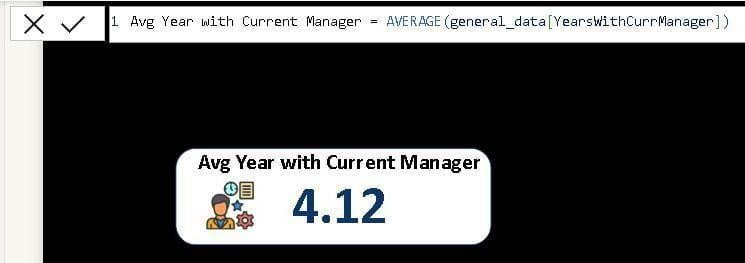 1 Avg Year with Current Manager = AVERAGE(general_data[YearsWithCurrManager])
Avg Year with Current Manager
4.12